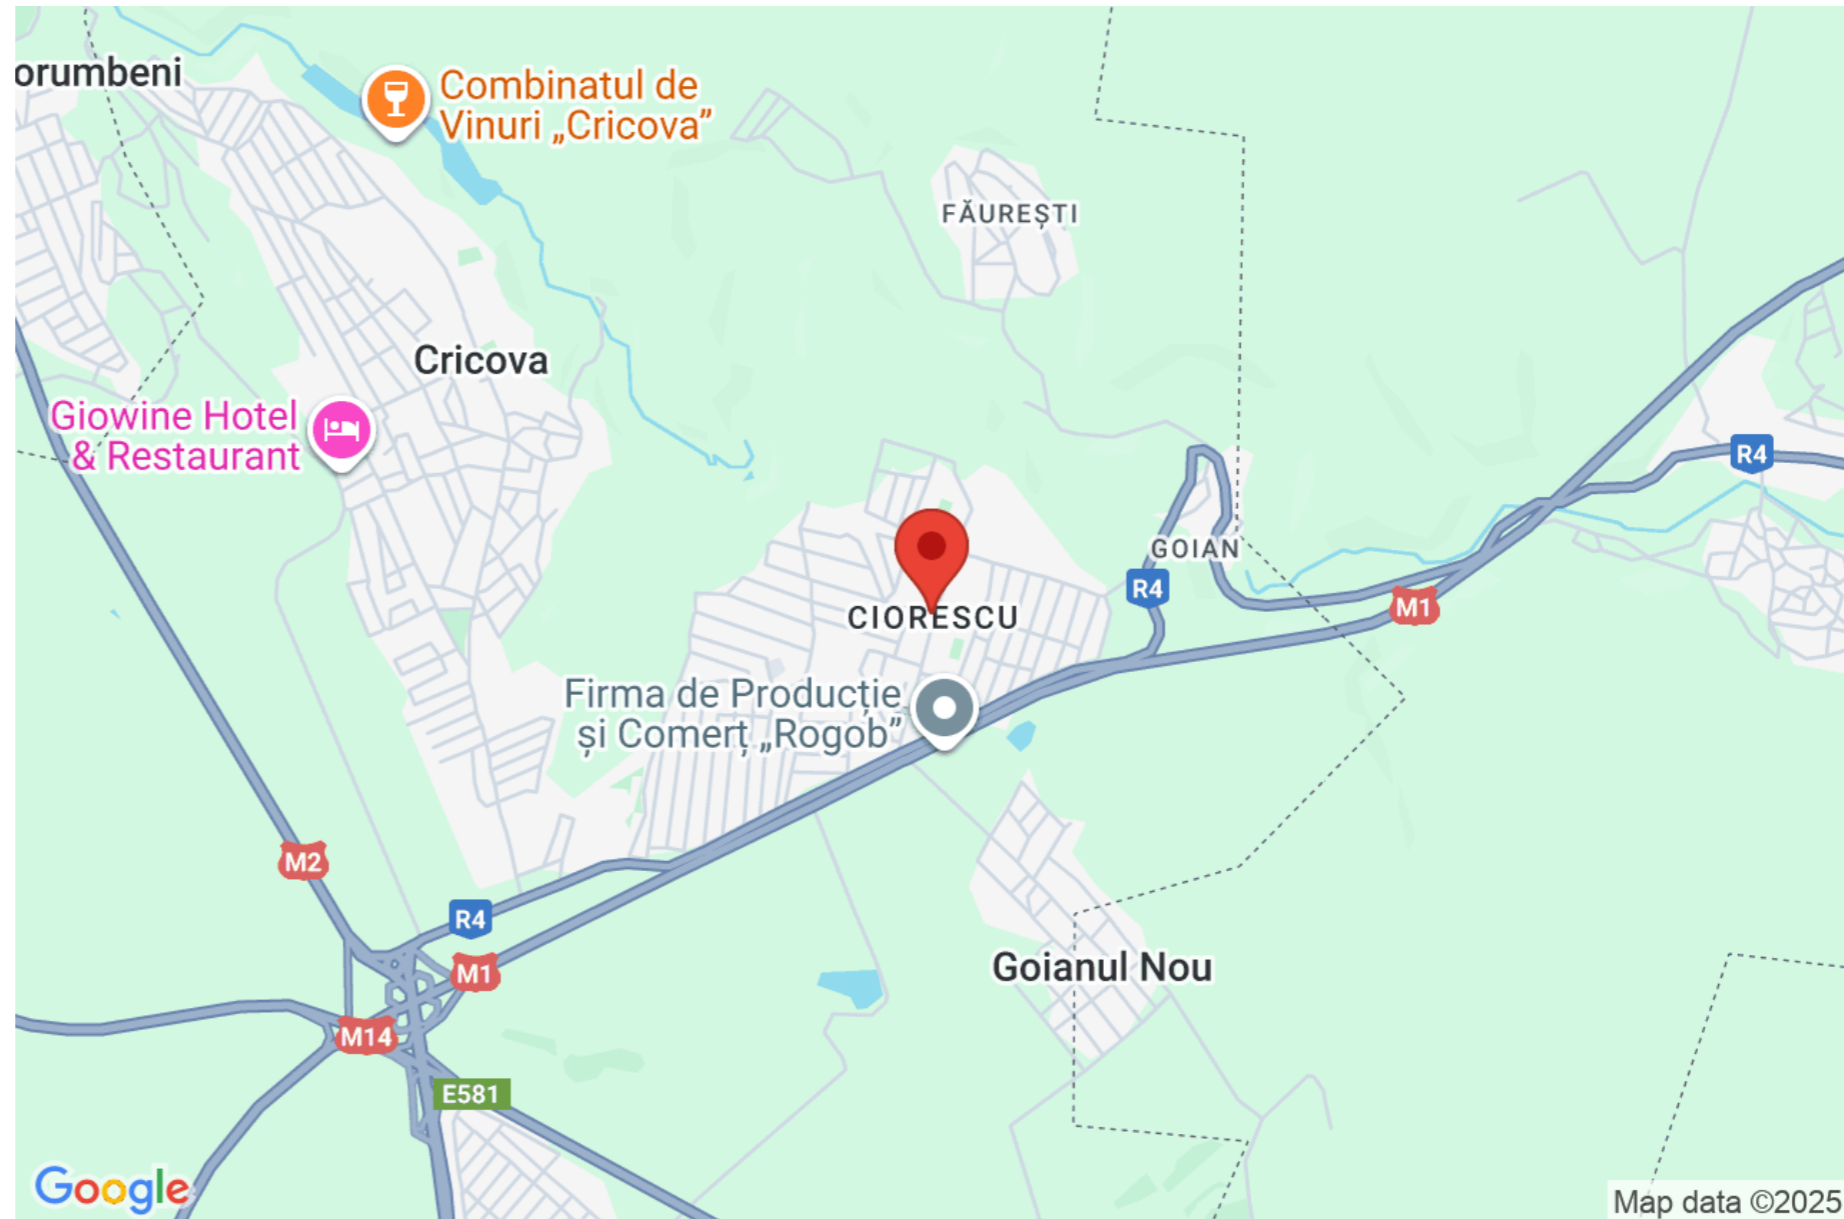 orumbeni
Combinatul de
Vinuri „Cricova”
FĂUREȘTI
Cricova
Giowine Hotel
& Restaurant
R4
GOIAN
R4
M1
CIORESCU
Firma de Producție
și Comerț „Rogob”
M2
R4
M1
Goianul Nou
M14
E581
Google
Map data ©2025